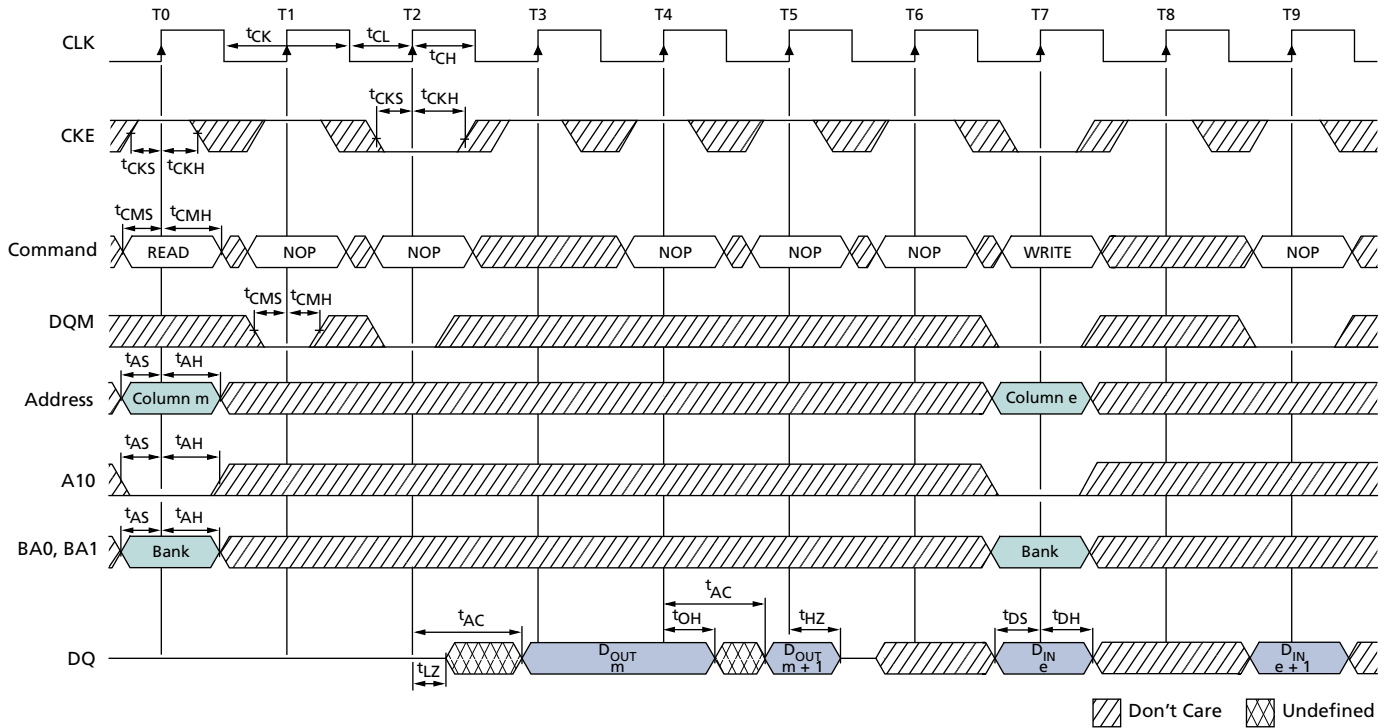 T0 T1 T2 T3 T4 T5 T6 T7 T8 T9
CLK
tCK tCL
tCH
tCKS tCKH
CKE
tCKS tCKH
tCMS tCMH
Command READ NOP NOP NOP NOP NOP WRITE NOP
tCMS tCMH
DQM
tAS tAH
Address Column m Column e
tAS tAH
A10
tAS tAH
BA0, BA1 Bank Bank
tAC
tAC tOH tHZ tDS tDH
DQ DOUT m DOUT m + 1 DIN e DIN e + 1
tLZ
Don't Care Undefined